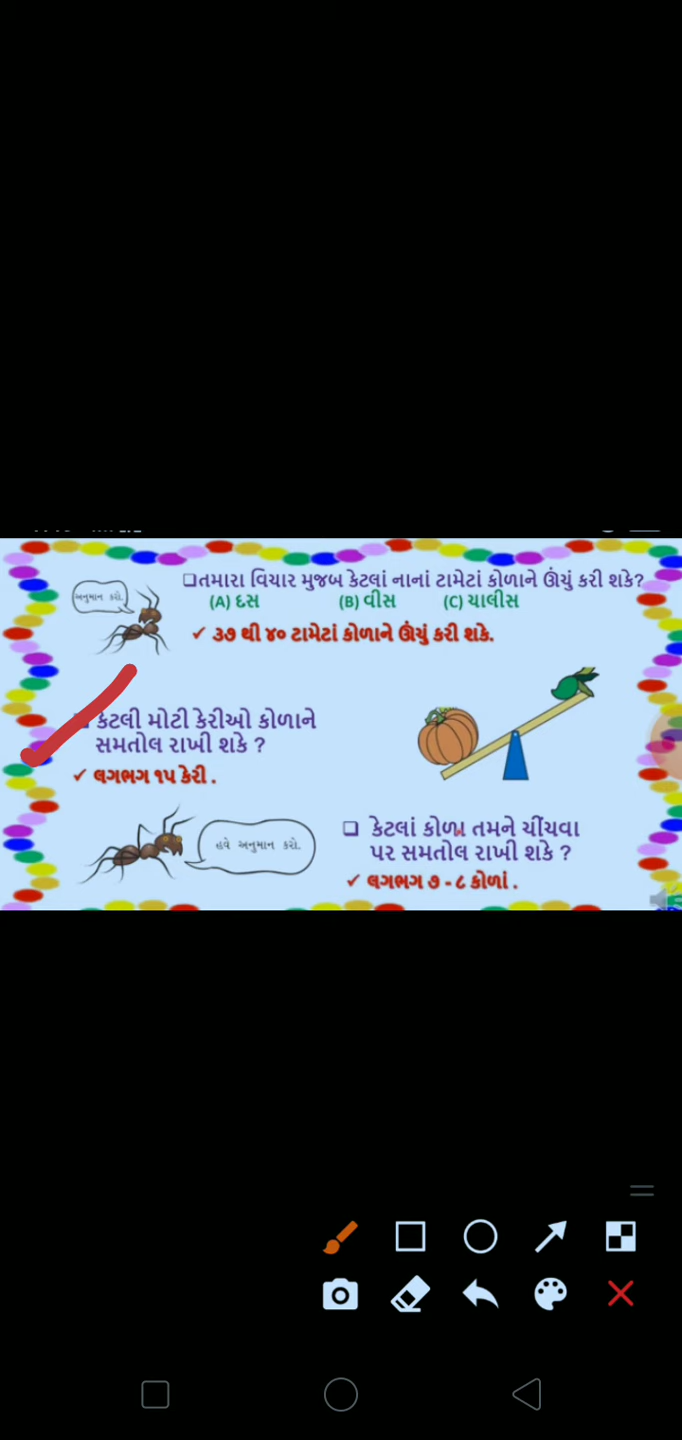 અનુમાન કરો.
❑તમારા વિચાર મુજબ કેટલાં નાનાં ટામેટાં કોળાને ઊંચું કરી શકે?
(A) દસ (B) વીસ (C) ચાલીસ
✓ ૩૭ થી ૪૦ ટામેટાં કોળાને ઊંચું કરી શકે.
❑ કેટલી મોટી કેરીઓ કોળાને
સમતોલ રાખી શકે ?
✓ લગભગ ૧૫ કેરી .
હવે અનુમાન કરો.
❑ કેટલાં કોળા તમને ચીંચવા
પર સમતોલ રાખી શકે ?
✓ લગભગ ૭ - ૮ કોળાં .